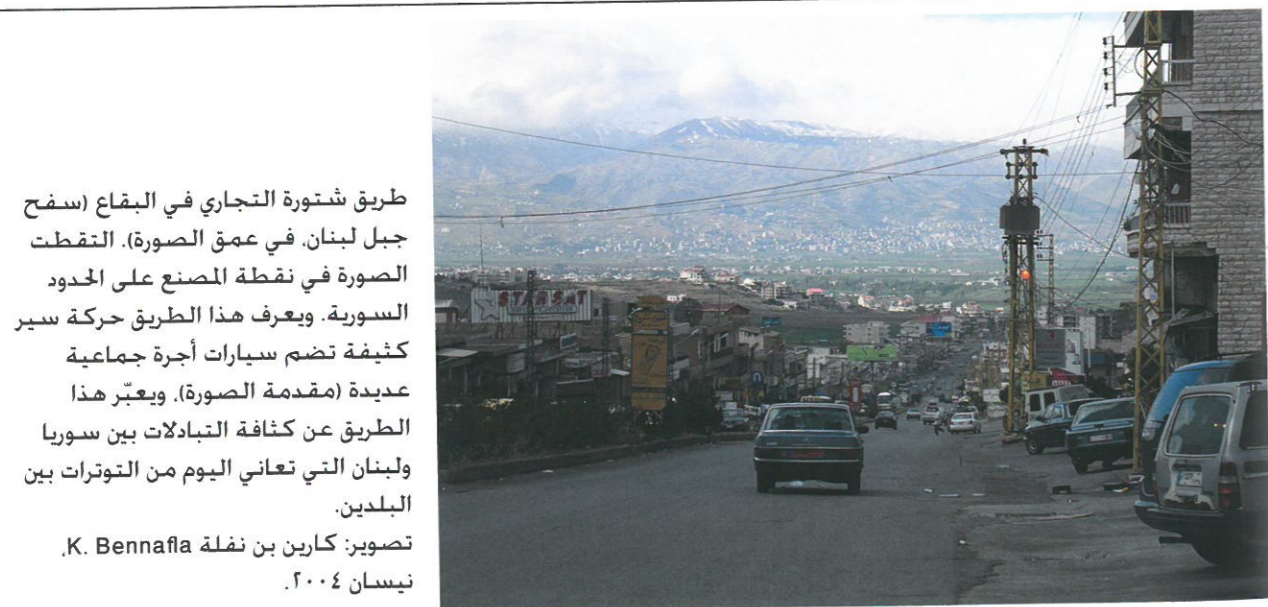 طريق شتورة التجاري في البقاع (سفح
جبل لبنان، في عمق الصورة). التقطت
الصورة في نقطة المصنع على الحدود
السورية. ويعرف هذا الطريق حركة سير
كثيفة تضم سيارات أجرة جماعية
عديدة (مقدمة الصورة). ويعبّر هذا
الطريق عن كثافة التبادلات بين سوريا
ولبنان التي تعاني اليوم من التوترات بين
البلدين.
تصوير: كارين بن نفلة K. Bennafla،
نيسان ٢٠٠٤.
STARSAT